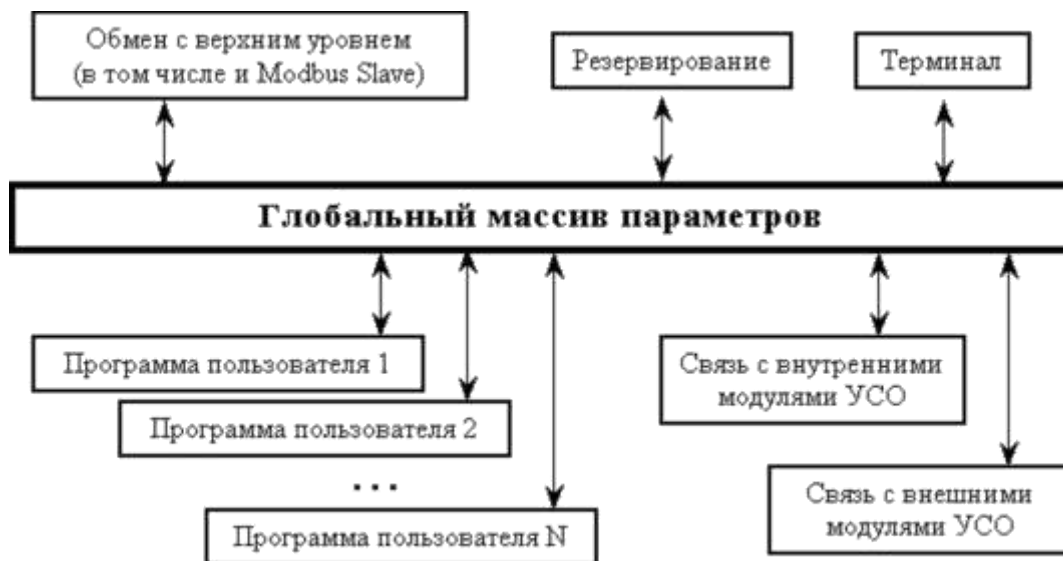 Обмен с верхним уровнем
(в том числе и Modbus Slave)
Резервирование
Терминал
Глобальный массив параметров
Программа пользователя 1
Программа пользователя 2
...
Программа пользователя N
Связь с внутренними
модулями УСО
Связь с внешними
модулями УСО